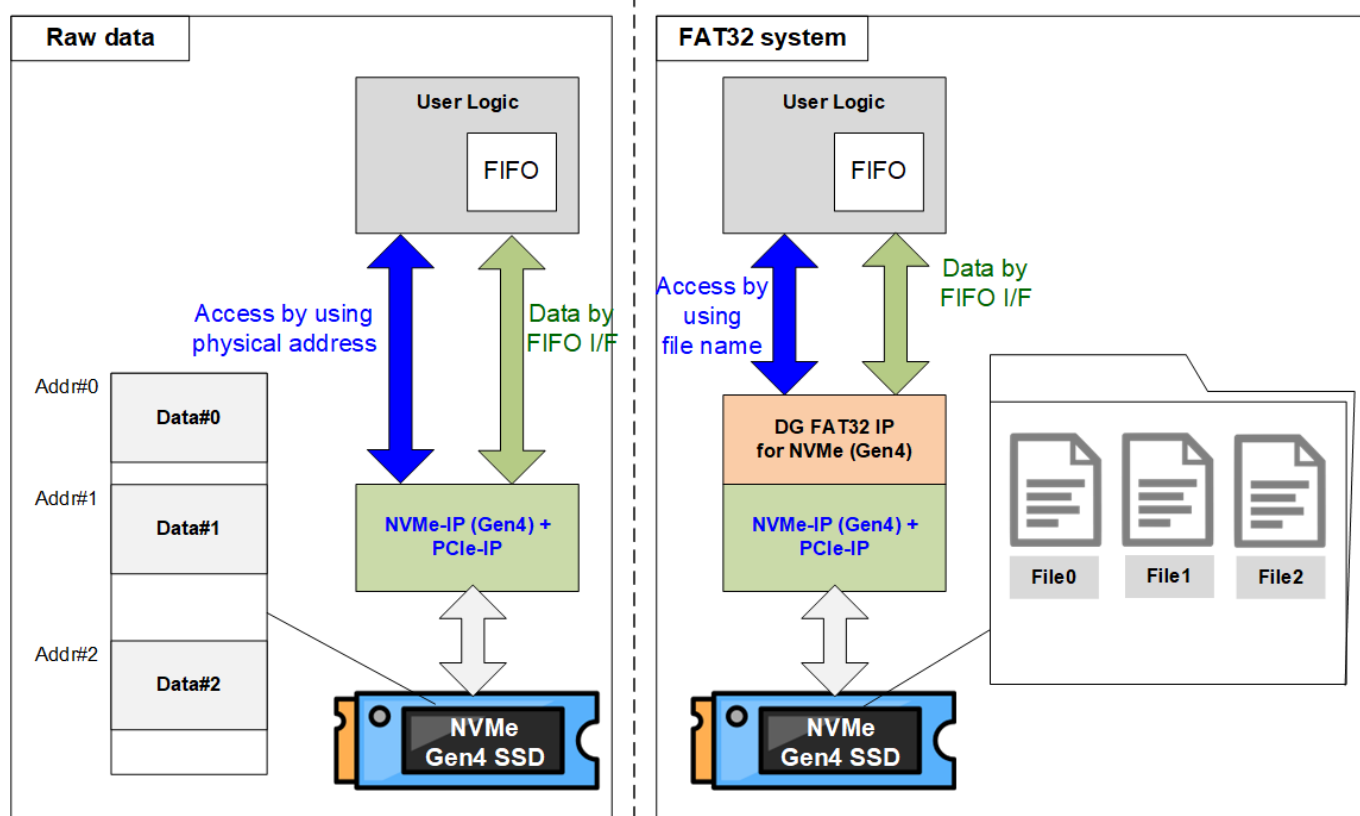 Raw data
User Logic
FIFO
Access by using
physical address
Data by
FIFO I/F
Addr#0
Data#0
Addr#1
Data#1
Addr#2
Data#2
NVMe-IP (Gen4) +
PCIe-IP
NVMe
Gen4 SSD
FAT32 system
User Logic
FIFO
Access by
using
file name
Data by
FIFO I/F
DG FAT32 IP
for NVMe (Gen4)
NVMe-IP (Gen4) +
PCIe-IP
File0
File1
File2
NVMe
Gen4 SSD